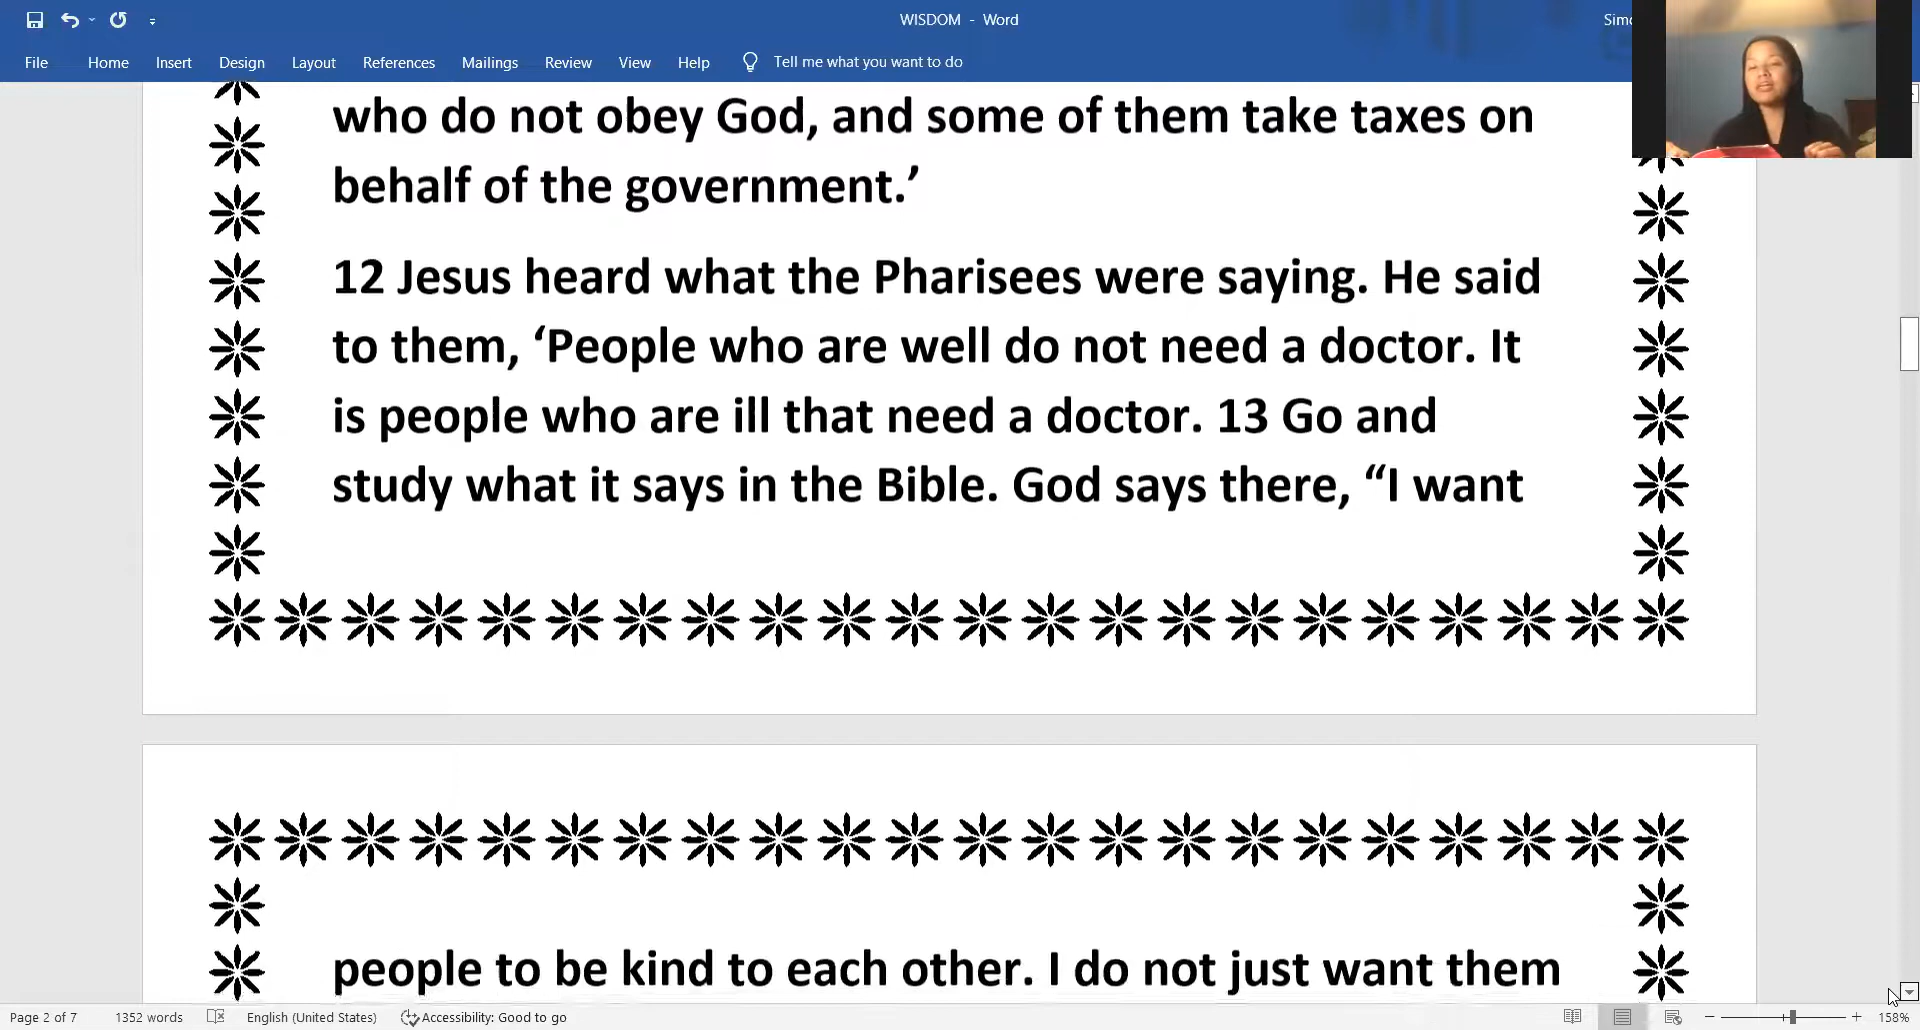 WISDOM - Word
File Home Insert Design Layout References Mailings Review View Help Tell me what you want to do
who do not obey God, and some of them take taxes on
behalf of the government.’
12 Jesus heard what the Pharisees were saying. He said
to them, ‘People who are well do not need a doctor. It
is people who are ill that need a doctor. 13 Go and
study what it says in the Bible. God says there, “I want
people to be kind to each other. I do not just want them
Page 2 of 7 1352 words English (United States) Accessibility: Good to go 158%